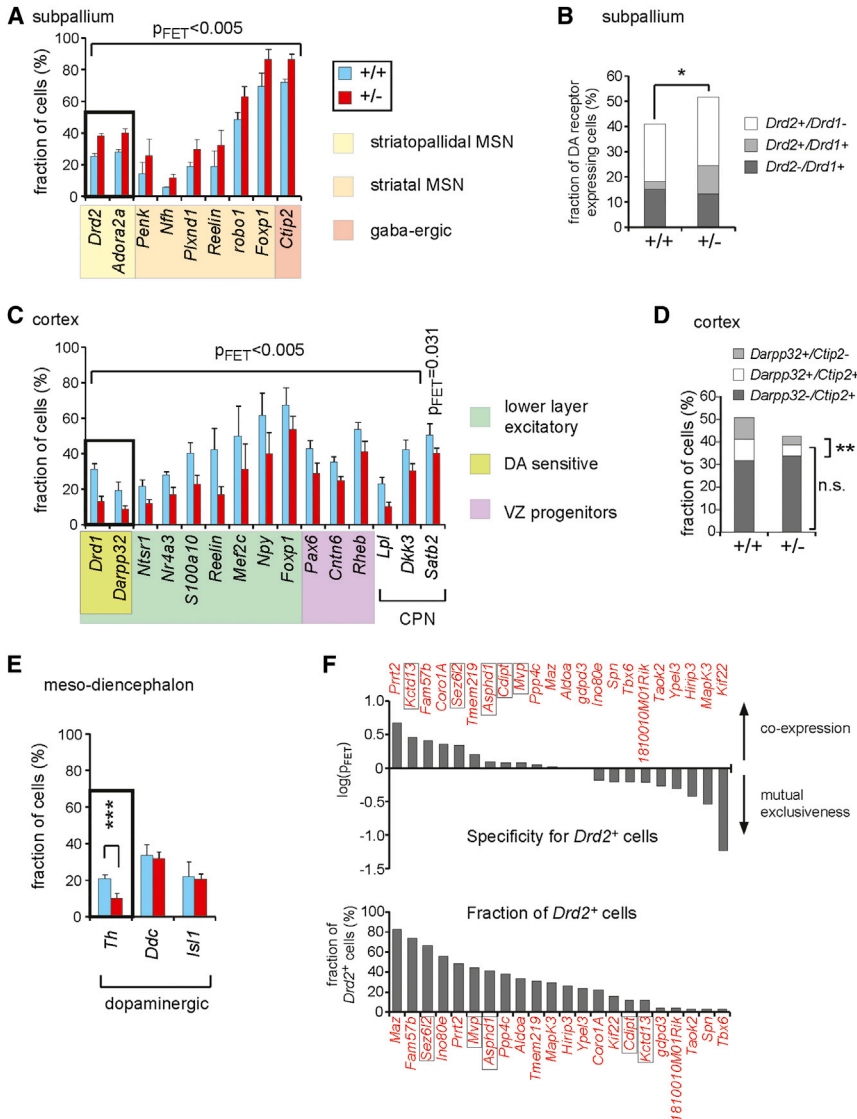 A subpallium
pFET<0.005
fraction of cells (%)
100
80
60
40
20
0
Drd2
Adora2a
Penk
Nfh
Plxnd1
Reelin
robo1
Foxp1
Ctip2
+/+
+/-
striatopallidal MSN
striatal MSN
gaba-ergic
B subpallium
fraction of DA receptor
expressing cells (%)
60
50
40
30
20
10
0
*
+/+ +/-
Drd2+/Drd1-
Drd2+/Drd1+
Drd2-/Drd1+
C cortex
pFET<0.005
pFET=0.031
fraction of cells (%)
100
80
60
40
20
0
Drd1
Darpp32
Ntsr1
Nr4a3
S100a10
Reelin
Mef2c
Npy
Foxp1
Pax6
Cntn6
Rheb
Lpl
Dkk3
Satb2
CPN
lower layer
excitatory
DA sensitive
VZ progenitors
D cortex
Darpp32+/Ctip2-
Darpp32+/Ctip2+
Darpp32-/Ctip2+
fraction of cells (%)
60
50
40
30
20
10
0
**
n.s.
+/+ +/-
E
meso-diencephalon
fraction of cells (%)
100
80
60
40
20
0
***
Th
Ddc
Isl1
dopaminergic
F
Prrt2
Kctd13
Fam57b
Coro1A
Sez6l2
Tmem219
Asphd1
Cdipt
Mvp
Ppp4c
Maz
Aldoa
gdpd3
Ino80e
Spn
Tbx6
1810010M01Rik
Taok2
Ypel3
Hirip3
MapK3
Kif22
log(pFET)
1.0
0.5
0
-0.5
-1.0
-1.5
co-expression
mutual
exclusiveness
Specificity for Drd2+ cells
Fraction of Drd2+ cells
fraction of
Drd2+ cells (%)
100
80
60
40
20
0
Maz
Fam57b
Sez6l2
Ino80e
Prrt2
Mvp
Asphd1
Ppp4c
Aldoa
Tmem219
MapK3
Hirip3
Ypel3
Coro1A
Kif22
Cdipt
Kctd13
gdpd3
1810010M01Rik
Taok2
Spn
Tbx6